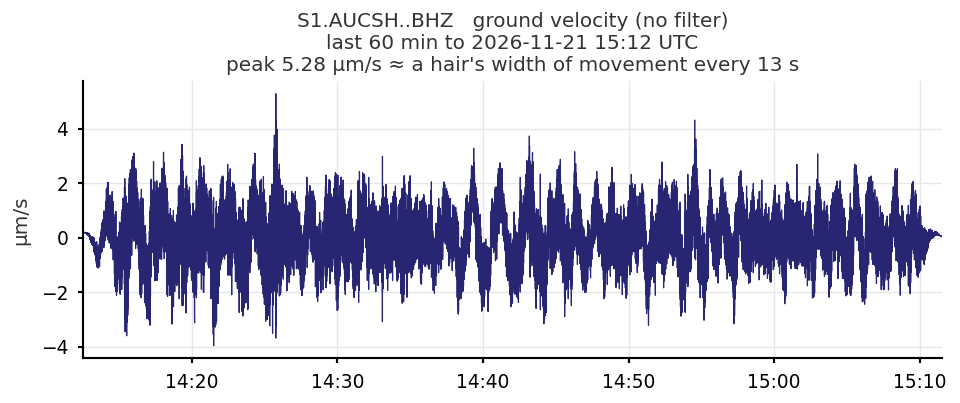 S1.AUCSH..BHZ   ground velocity (no filter)
last 60 min to 2026-11-21 15:12 UTC
peak 5.28 µm/s ≈ a hair's width of movement every 13 s
µm/s
4
2
0
−2
−4
14:20 14:30 14:40 14:50 15:00 15:10